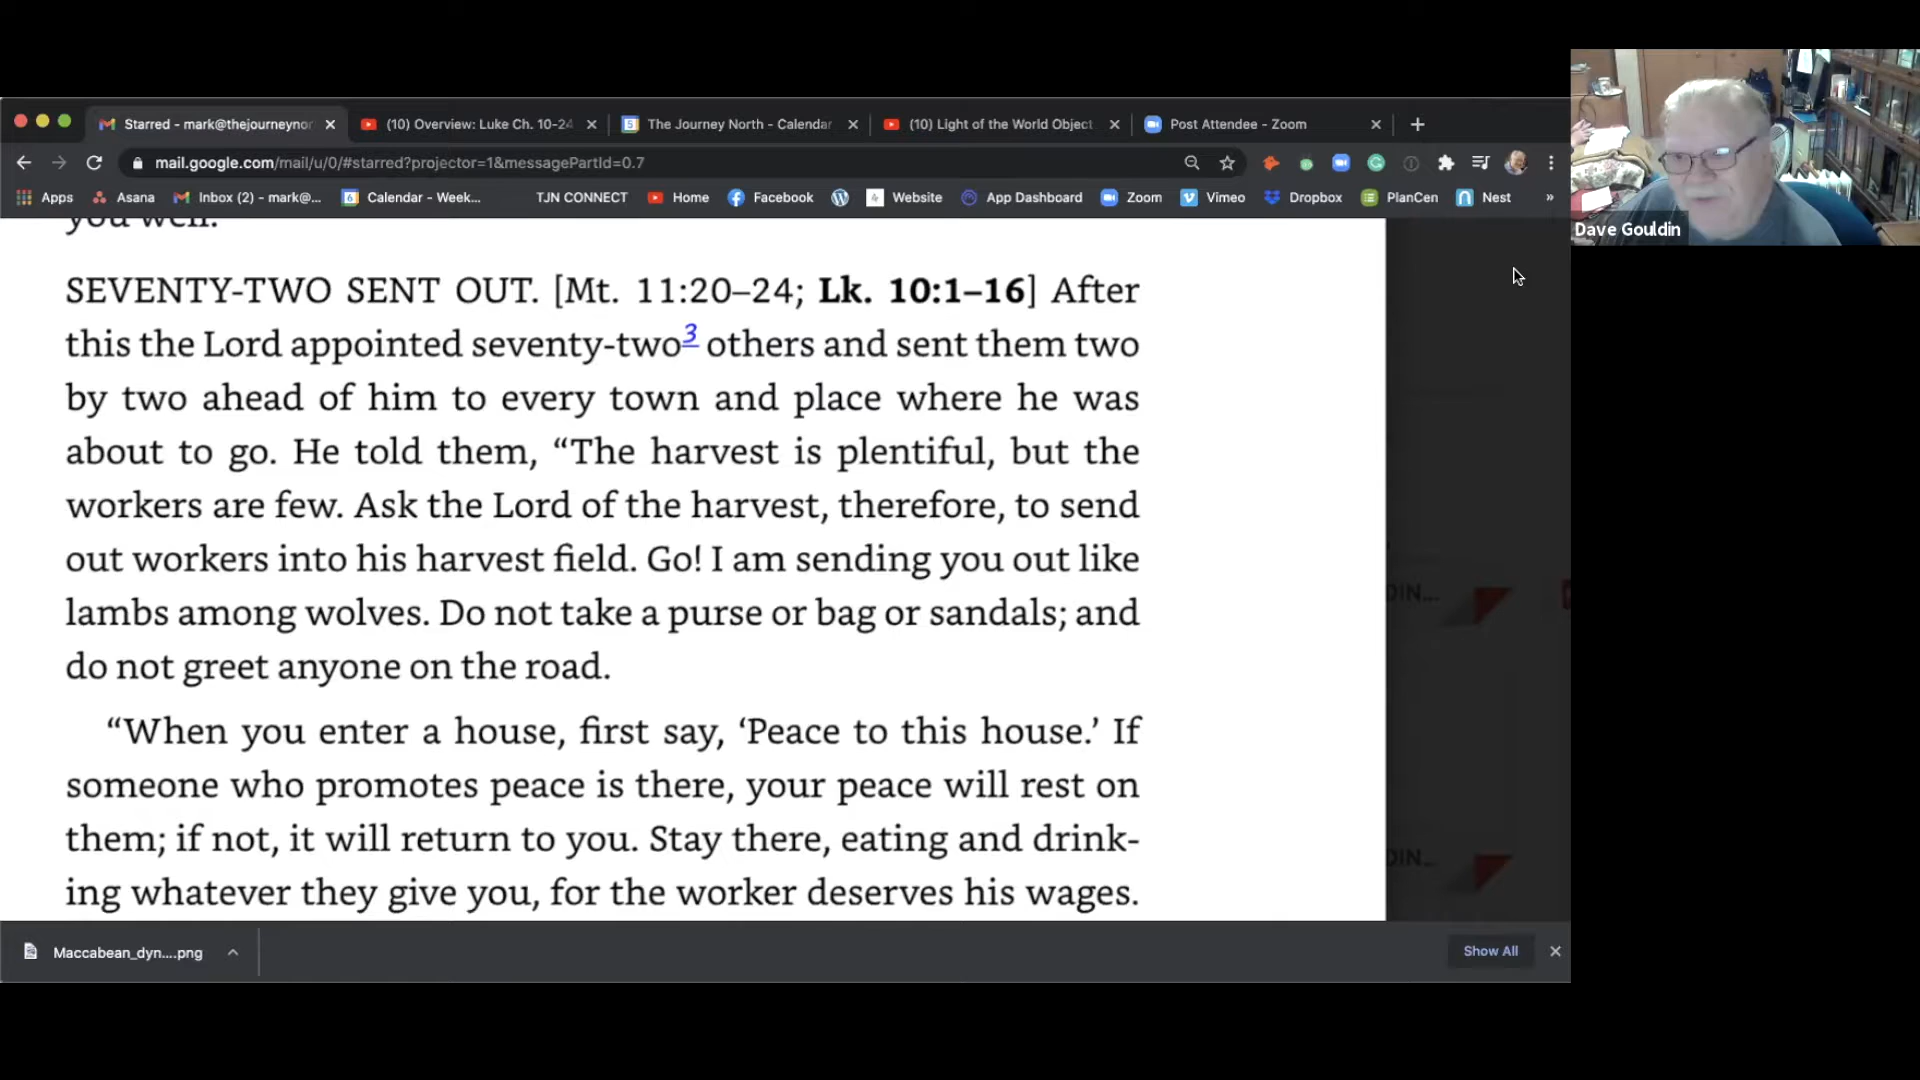 Starred - mark@thejourneynor
(10) Overview: Luke Ch. 10-24
The Journey North - Calendar
(10) Light of the World Object
Post Attendee - Zoom
mail.google.com/mail/u/0/#starred?projector=1&messagePartId=0.7
Apps
Asana
Inbox (2) - mark@...
Calendar - Week...
TJN CONNECT
Home
Facebook
Website
App Dashboard
Zoom
Vimeo
Dropbox
PlanCen
Nest
»
Dave Gouldin
you well.
SEVENTY-TWO SENT OUT. [Mt. 11:20–24; Lk. 10:1–16] After
this the Lord appointed seventy-two3 others and sent them two
by two ahead of him to every town and place where he was
about to go. He told them, “The harvest is plentiful, but the
workers are few. Ask the Lord of the harvest, therefore, to send
out workers into his harvest field. Go! I am sending you out like
lambs among wolves. Do not take a purse or bag or sandals; and
do not greet anyone on the road.
“When you enter a house, first say, ‘Peace to this house.’ If
someone who promotes peace is there, your peace will rest on
them; if not, it will return to you. Stay there, eating and drink-
ing whatever they give you, for the worker deserves his wages.
DIN...
DIN...
Maccabean_dyn....png
Show All